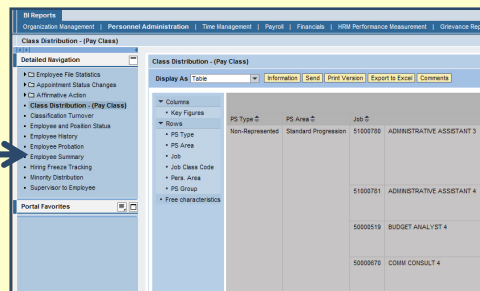 BI Reports
Organization Management | Personnel Administration | Time Management | Payroll | Financials | HRM Performance Measurement | Grievance Rep
Class Distribution - (Pay Class)
Detailed Navigation
Employee File Statistics
Appointment Status Changes
Affirmative Action
Class Distribution - (Pay Class)
Classification Turnover
Employee and Position Status
Employee History
Employee Probation
Employee Summary
Hiring Freeze Tracking
Minority Distribution
Supervisor to Employee
Portal Favorites
Class Distribution - (Pay Class)
Display As Table Information Send Print Version Export to Excel Comments
Columns
Key Figures
Rows
PS Type
PS Area
Job
Job Class Code
Pers. Area
PS Group
Free characteristics
PS Type PS Area Job
Non-Represented Standard Progression 51000780 ADMINISTRATIVE ASSISTANT 3
51000781 ADMINISTRATIVE ASSISTANT 4
50000519 BUDGET ANALYST 4
50000670 COMM CONSULT 4